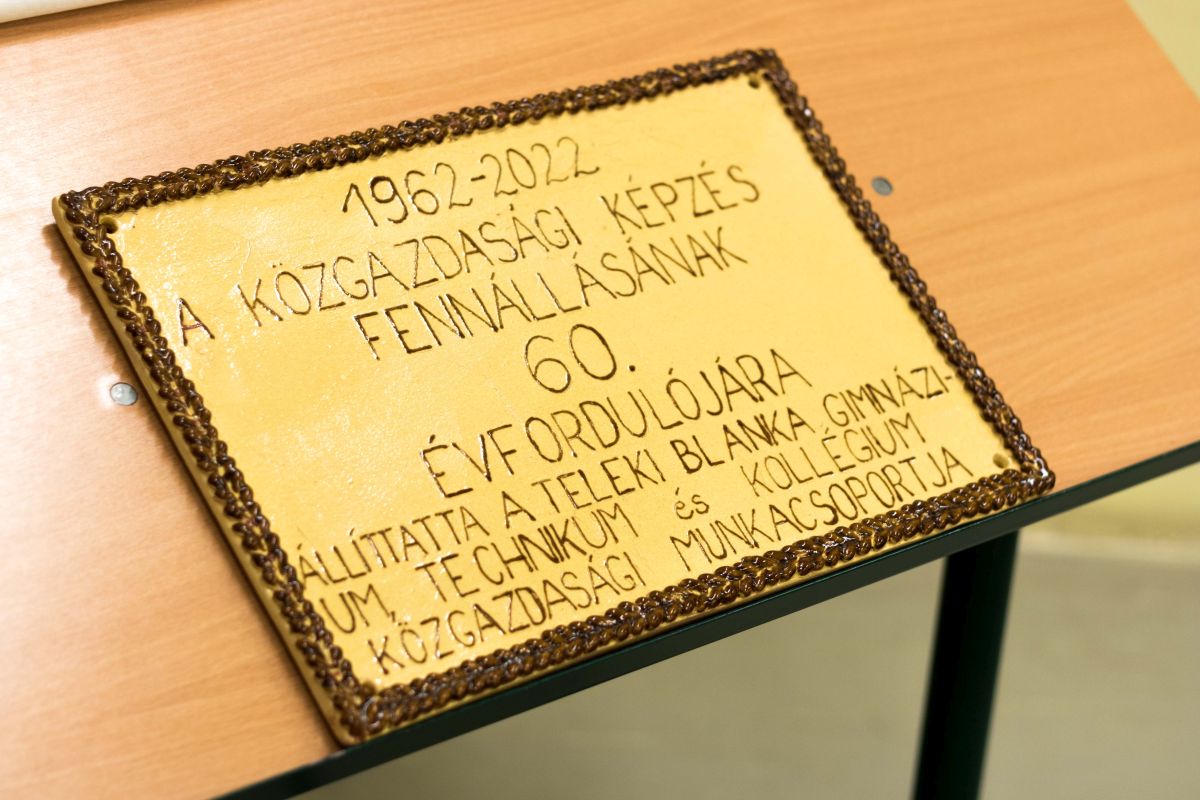 1962-2022
A KÖZGAZDASÁGI KÉPZÉS
FENNÁLLÁSÁNAK
60.
ÉVFORDULÓJÁRA
ÁLLÍTTATTA A TELEKI BLANKA GIMNÁZI-
UM, TECHNIKUM és KOLLÉGIUM
KÖZGAZDASÁGI MUNKACSOPORTJA